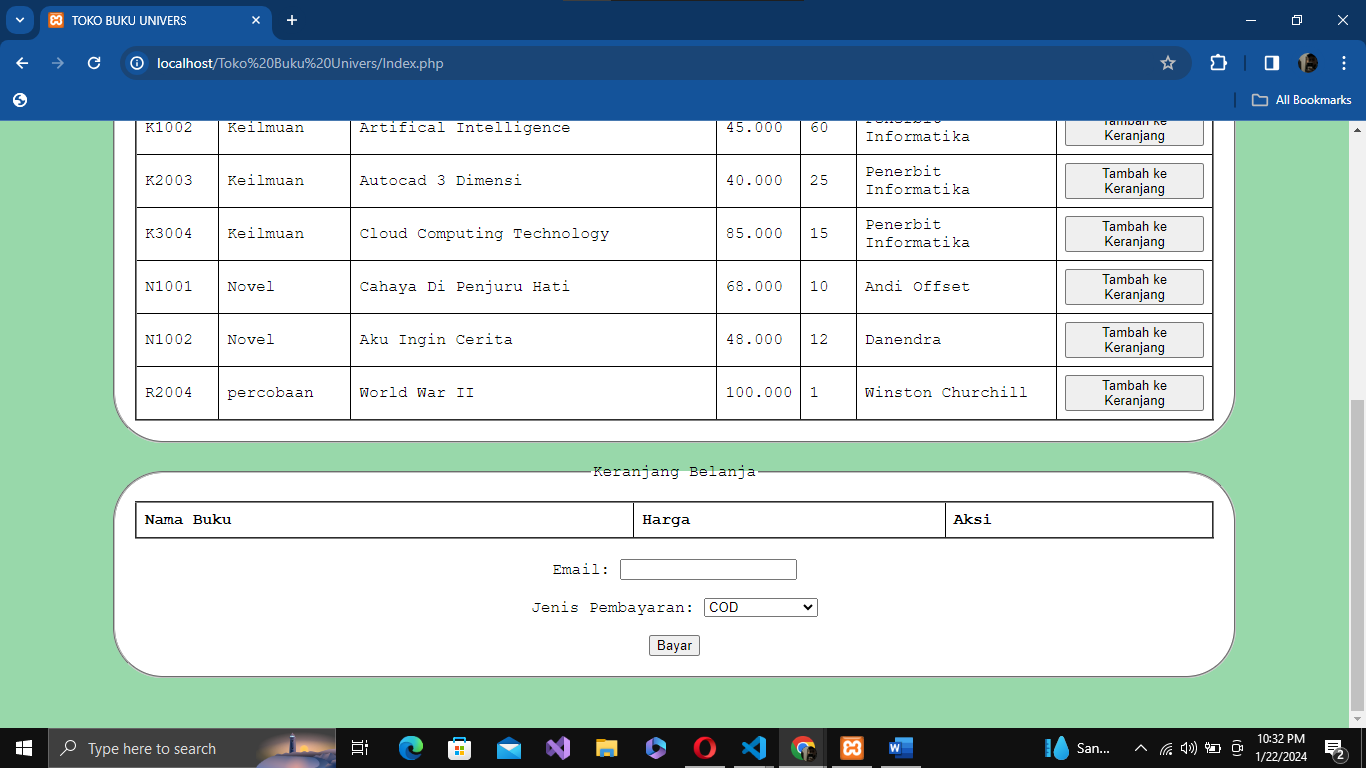 TOKO BUKU UNIVERS
localhost/Toko%20Buku%20Univers/Index.php
All Bookmarks
K1002 Keilmuan Artifical Intelligence 45.000 60 Penerbit Informatika Tambah ke Keranjang
K2003 Keilmuan Autocad 3 Dimensi 40.000 25 Penerbit Informatika Tambah ke Keranjang
K3004 Keilmuan Cloud Computing Technology 85.000 15 Penerbit Informatika Tambah ke Keranjang
N1001 Novel Cahaya Di Penjuru Hati 68.000 10 Andi Offset Tambah ke Keranjang
N1002 Novel Aku Ingin Cerita 48.000 12 Danendra Tambah ke Keranjang
R2004 percobaan World War II 100.000 1 Winston Churchill Tambah ke Keranjang
Keranjang Belanja
Nama Buku Harga Aksi
Email:
Jenis Pembayaran: COD
Bayar
Type here to search
San...
10:32 PM
1/22/2024
2